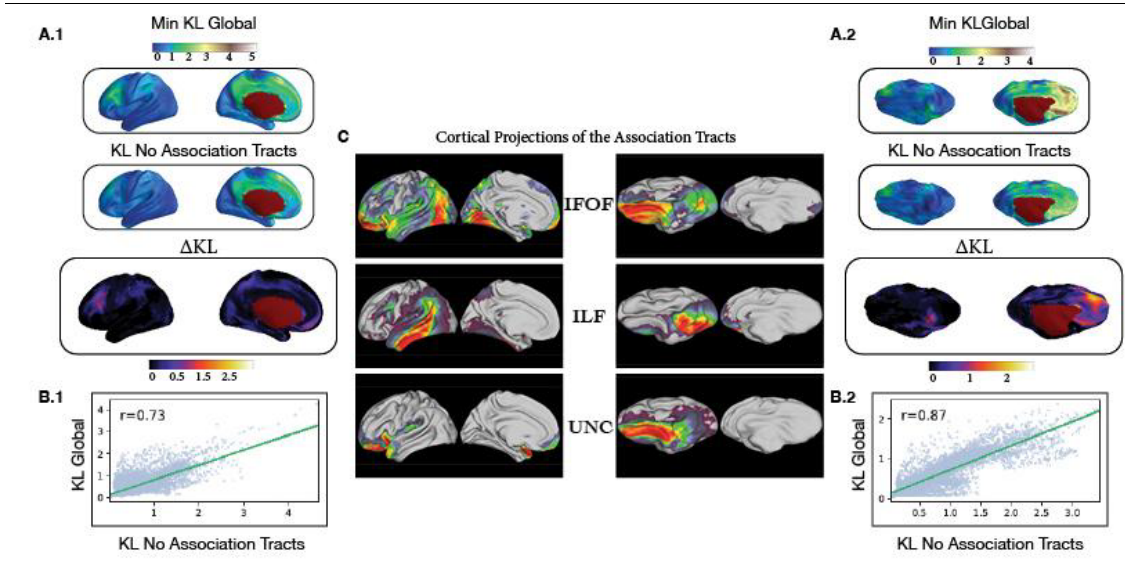 A.1
Min KL Global
0 1 2 3 4 5
KL No Association Tracts
ΔKL
0 0.5 1.5 2.5
B.1
r=0.73
KL Global
4
3
2
1
0
1 2 3 4
KL No Association Tracts
C
Cortical Projections of the Association Tracts
IFOF
ILF
UNC
A.2
Min KLGlobal
0 1 2 3 4
KL No Assocation Tracts
ΔKL
0 1 2
B.2
r=0.87
KL Global
2
1
0
0.5 1.0 1.5 2.0 2.5 3.0
KL No Association Tracts